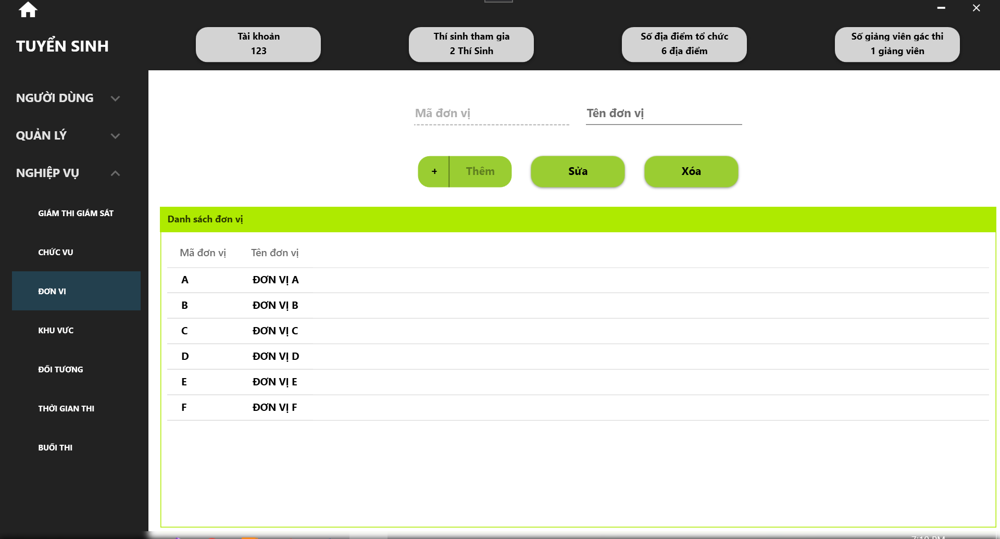 TUYỂN SINH
Tài khoản
123
Thí sinh tham gia
2 Thí Sinh
Số địa điểm tổ chức
6 địa điểm
Số giảng viên gác thi
1 giảng viên
NGƯỜI DÙNG
QUẢN LÝ
NGHIỆP VỤ
GIÁM THI GIÁM SÁT
CHỨC VU
ĐƠN VI
KHU VƯC
ĐỐI TƯỢNG
THỜI GIAN THI
BUỔI THI
Mã đơn vị
Tên đơn vị
+ Thêm
Sửa
Xóa
Danh sách đơn vị
Mã đơn vị Tên đơn vị
A ĐƠN VỊ A
B ĐƠN VỊ B
C ĐƠN VỊ C
D ĐƠN VỊ D
E ĐƠN VỊ E
F ĐƠN VỊ F